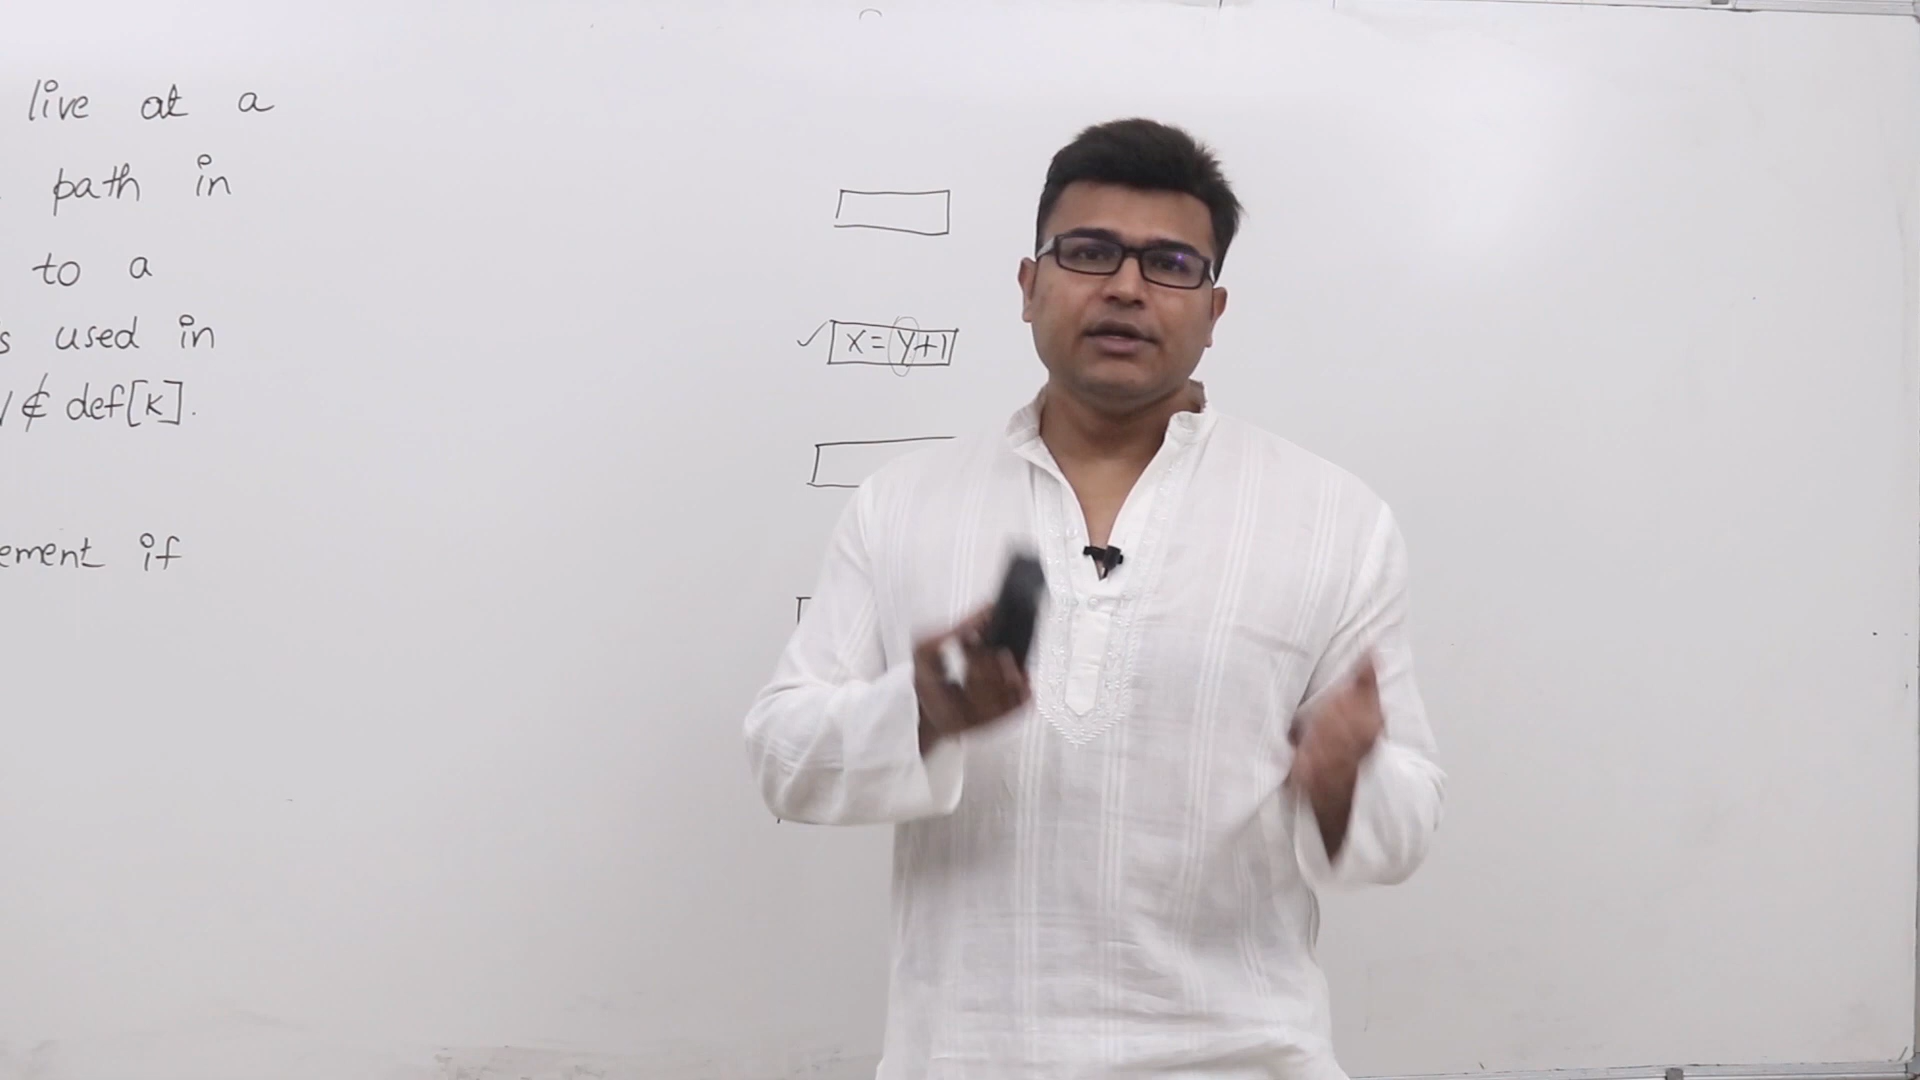 live at a
path in
to a
s used in
∉ def[k].
ement if
x=y+1